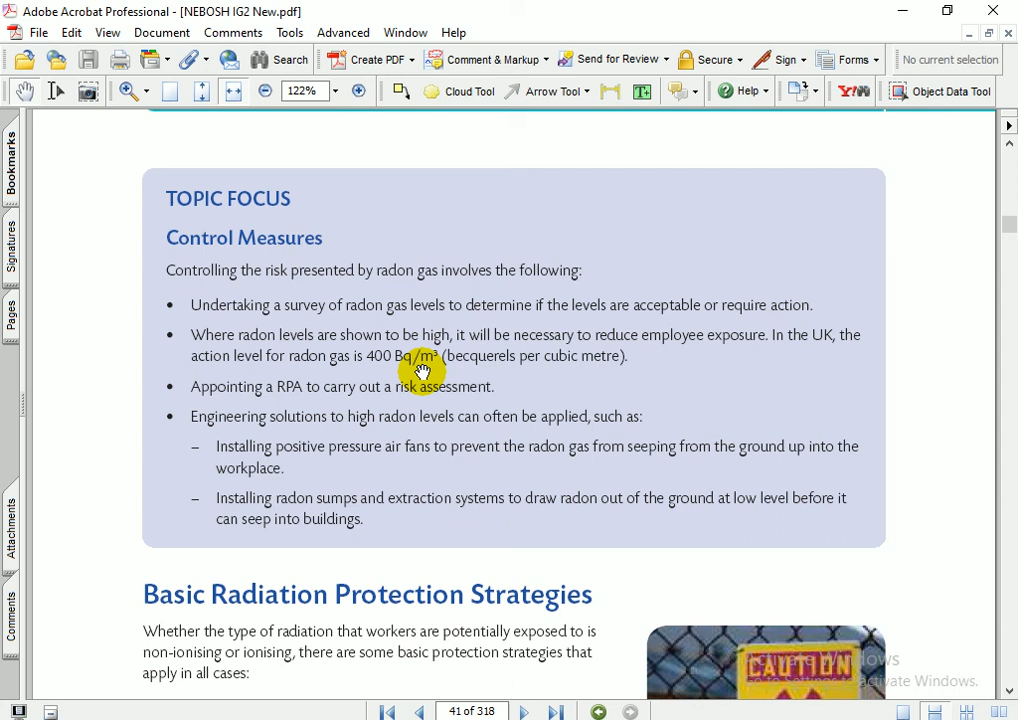 Adobe Acrobat Professional - [NEBOSH IG2 New.pdf]
File Edit View Document Comments Tools Advanced Window Help
Search Create PDF Comment & Markup Send for Review Secure Sign Forms No current selection
122% Cloud Tool Arrow Tool Help Y! Object Data Tool
Bookmarks
Signatures
Pages
Attachments
Comments
TOPIC FOCUS
Control Measures
Controlling the risk presented by radon gas involves the following:
• Undertaking a survey of radon gas levels to determine if the levels are acceptable or require action.
• Where radon levels are shown to be high, it will be necessary to reduce employee exposure. In the UK, the
action level for radon gas is 400 Bq/m³ (becquerels per cubic metre).
• Appointing a RPA to carry out a risk assessment.
• Engineering solutions to high radon levels can often be applied, such as:
– Installing positive pressure air fans to prevent the radon gas from seeping from the ground up into the
workplace.
– Installing radon sumps and extraction systems to draw radon out of the ground at low level before it
can seep into buildings.
Basic Radiation Protection Strategies
Whether the type of radiation that workers are potentially exposed to is
non-ionising or ionising, there are some basic protection strategies that
apply in all cases:
CAUTION
Activate Windows
Go to Settings to activate Windows.
41 of 318